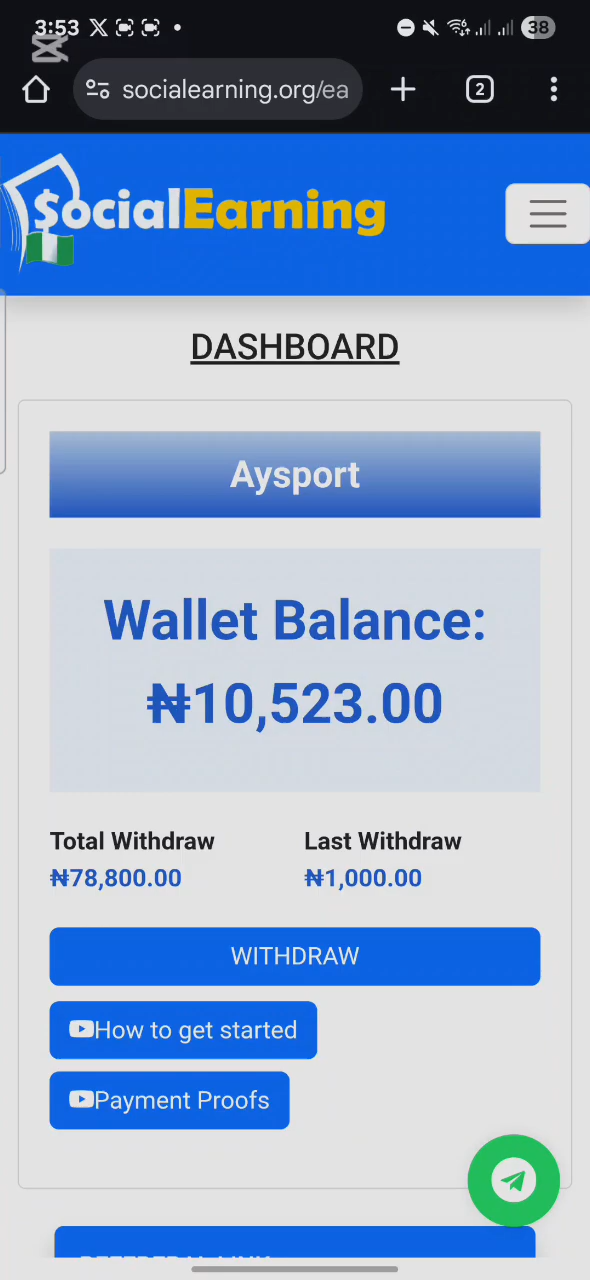 3:53
38
socialearning.org/ea
2
$ocialEarning
DASHBOARD
Aysport
Wallet Balance:
₦10,523.00
Total Withdraw Last Withdraw
₦78,800.00 ₦1,000.00
WITHDRAW
How to get started
Payment Proofs